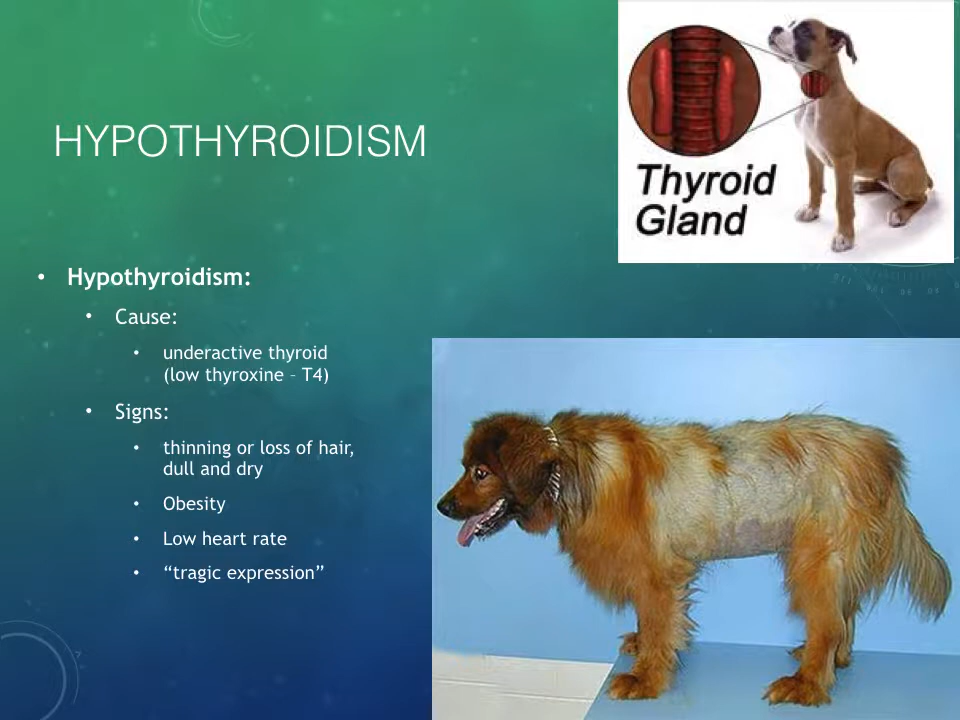 HYPOTHYROIDISM
Thyroid
Gland
• Hypothyroidism:
• Cause:
• underactive thyroid
(low thyroxine – T4)
• Signs:
• thinning or loss of hair,
dull and dry
• Obesity
• Low heart rate
• “tragic expression”